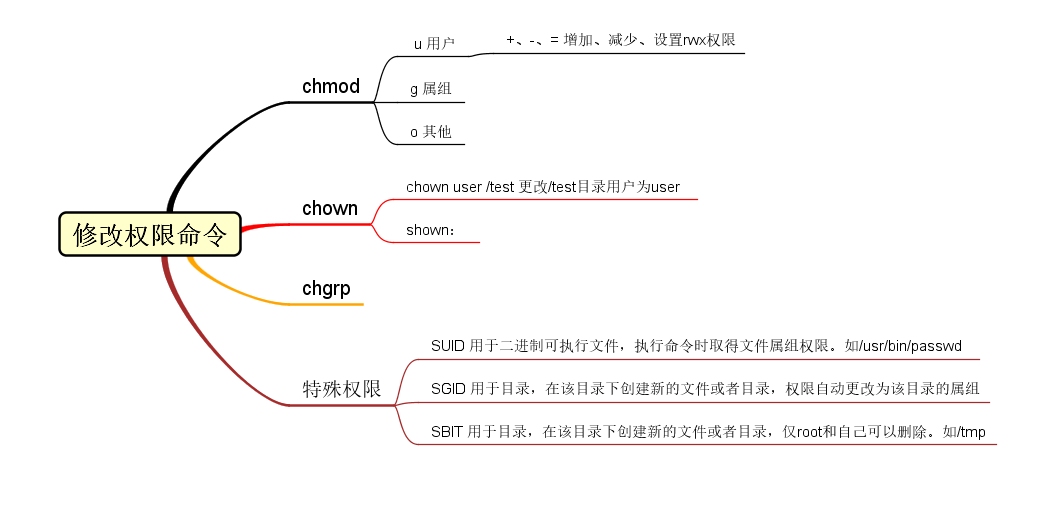 修改权限命令
chmod
u 用户
+、-、= 增加、减少、设置rwx权限
g 属组
o 其他
chown
chown user /test 更改/test目录用户为user
shown：
chgrp
特殊权限
SUID 用于二进制可执行文件，执行命令时取得文件属组权限。如/usr/bin/passwd
SGID 用于目录，在该目录下创建新的文件或者目录，权限自动更改为该目录的属组
SBIT 用于目录，在该目录下创建新的文件或者目录，仅root和自己可以删除。如/tmp